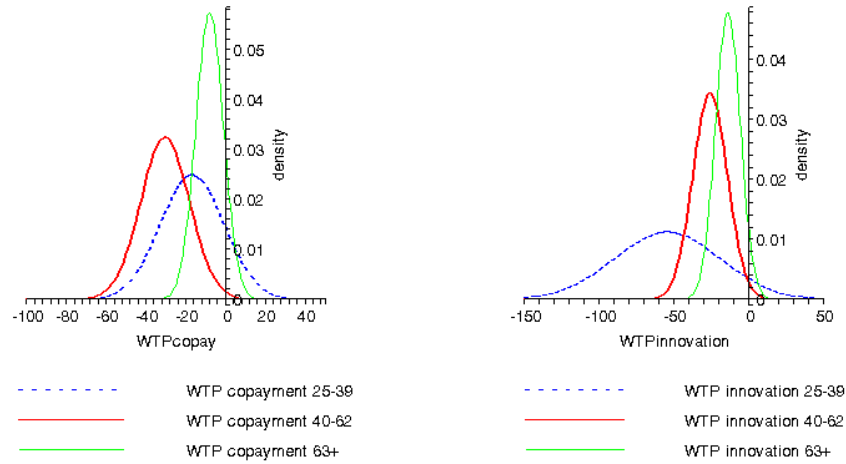 0.05
0.04
0.03
0.02
0.01
0
density
-100 -80 -60 -40 -20 0 20 40
WTPcopay
WTP copayment 25-39
WTP copayment 40-62
WTP copayment 63+
0.04
0.03
0.02
0.01
0
density
-150 -100 -50 0 50
WTPinnovation
WTP innovation 25-39
WTP innovation 40-62
WTP innovation 63+